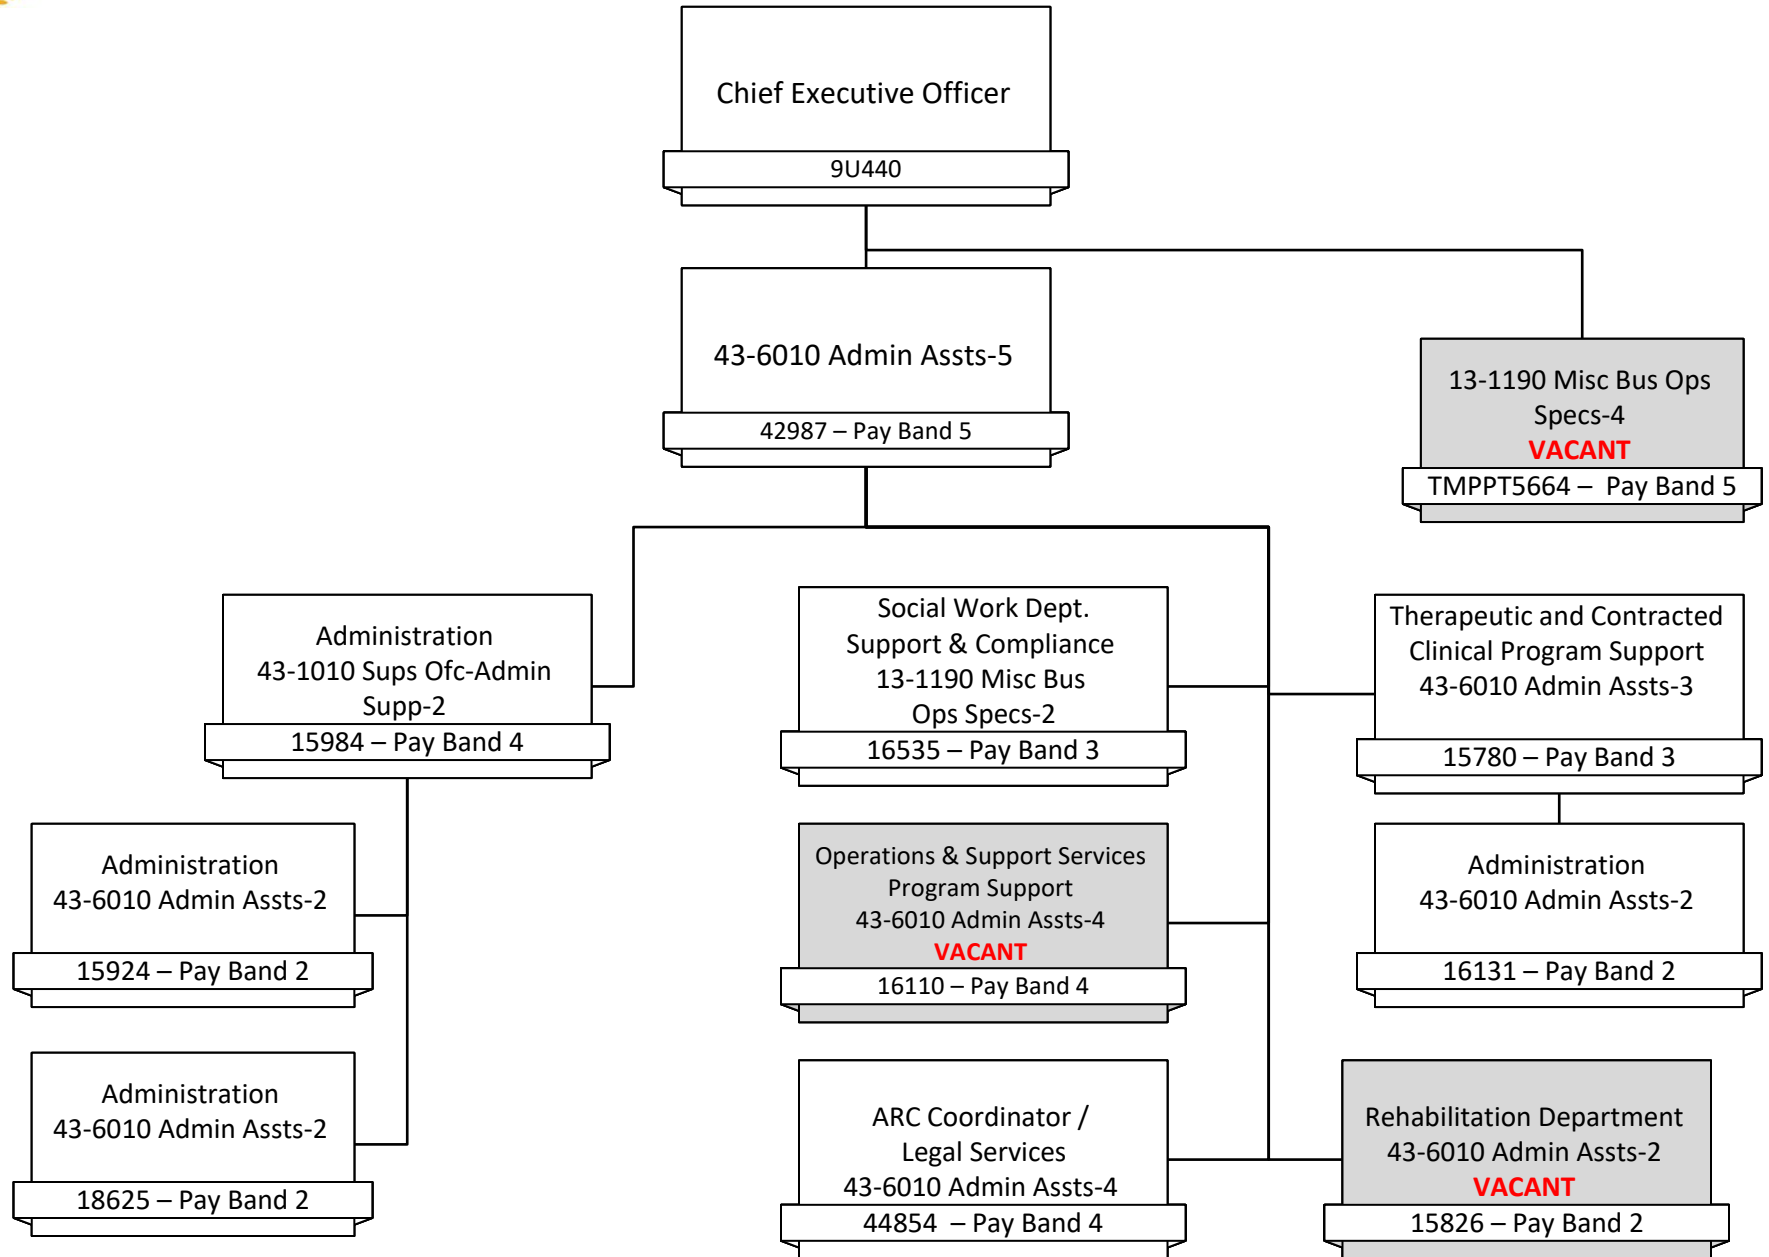 Chief Executive Officer
9U440
43-6010 Admin Assts-5
42987 – Pay Band 5
13-1190 Misc Bus Ops
Specs-4
VACANT
TMPPT5664 – Pay Band 5
Administration
43-1010 Sups Ofc-Admin
Supp-2
15984 – Pay Band 4
Social Work Dept.
Support & Compliance
13-1190 Misc Bus
Ops Specs-2
16535 – Pay Band 3
Therapeutic and Contracted
Clinical Program Support
43-6010 Admin Assts-3
15780 – Pay Band 3
Administration
43-6010 Admin Assts-2
15924 – Pay Band 2
Operations & Support Services
Program Support
43-6010 Admin Assts-4
VACANT
16110 – Pay Band 4
Administration
43-6010 Admin Assts-2
16131 – Pay Band 2
Administration
43-6010 Admin Assts-2
18625 – Pay Band 2
ARC Coordinator /
Legal Services
43-6010 Admin Assts-4
44854 – Pay Band 4
Rehabilitation Department
43-6010 Admin Assts-2
VACANT
15826 – Pay Band 2